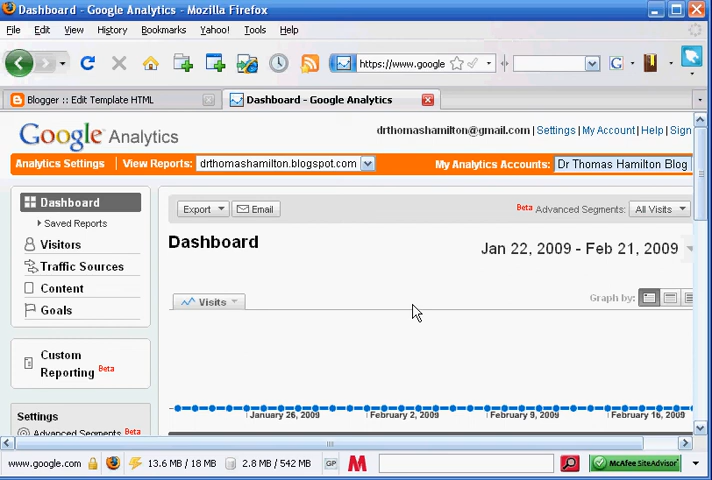 Dashboard - Google Analytics - Mozilla Firefox
File Edit View History Bookmarks Yahoo! Tools Help
https://www.google
G
Blogger :: Edit Template HTML
Dashboard - Google Analytics
Google Analytics
drthomashamilton@gmail.com | Settings | My Account | Help | Sign
Analytics Settings | View Reports: drthomashamilton.blogspot.com
My Analytics Accounts: Dr Thomas Hamilton Blog
Dashboard
Saved Reports
Visitors
Traffic Sources
Content
Goals
Custom
Reporting Beta
Settings
Advanced Segments Beta
Export Email
Beta Advanced Segments: All Visits
Dashboard
Jan 22, 2009 - Feb 21, 2009
Visits
Graph by:
January 26, 2009 February 2, 2009 February 9, 2009 February 16, 2009
www.google.com 13.6 MB / 18 MB 2.8 MB / 542 MB GP M McAfee SiteAdvisor